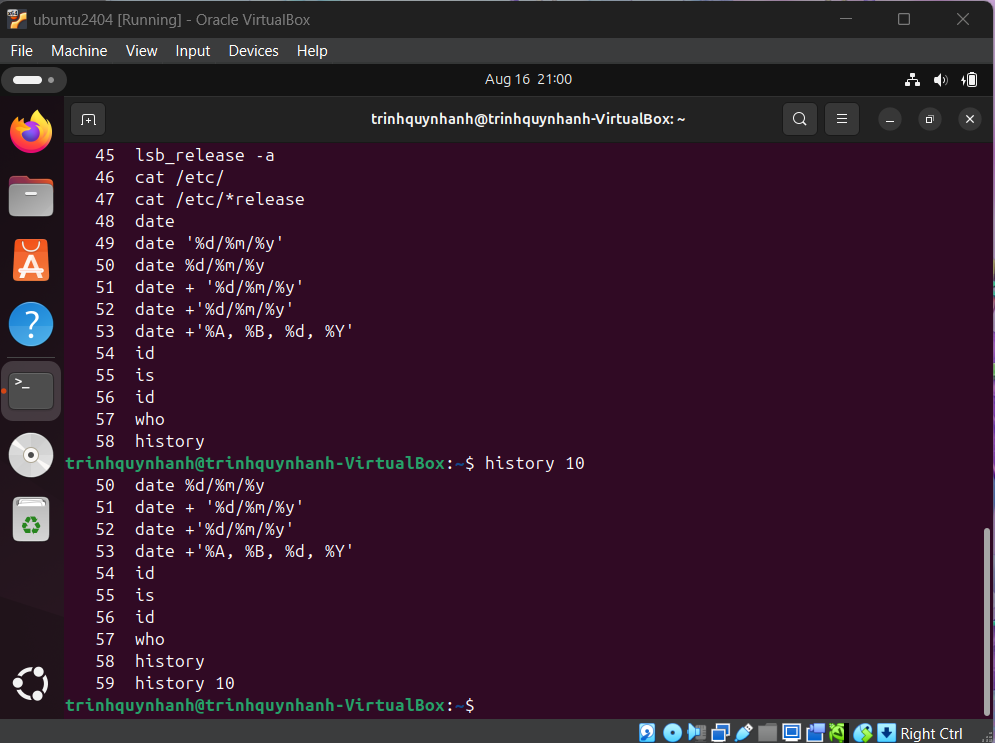 ubuntu2404 [Running] - Oracle VirtualBox
File Machine View Input Devices Help
Aug 16 21:00
trinhquynhanh@trinhquynhanh-VirtualBox: ~
45 lsb_release -a
46 cat /etc/
47 cat /etc/*release
48 date
49 date '%d/%m/%y'
50 date %d/%m/%y
51 date + '%d/%m/%y'
52 date +'%d/%m/%y'
53 date +'%A, %B, %d, %Y'
54 id
55 is
56 id
57 who
58 history
trinhquynhanh@trinhquynhanh-VirtualBox:~$ history 10
50 date %d/%m/%y
51 date + '%d/%m/%y'
52 date +'%d/%m/%y'
53 date +'%A, %B, %d, %Y'
54 id
55 is
56 id
57 who
58 history
59 history 10
trinhquynhanh@trinhquynhanh-VirtualBox:~$
Right Ctrl